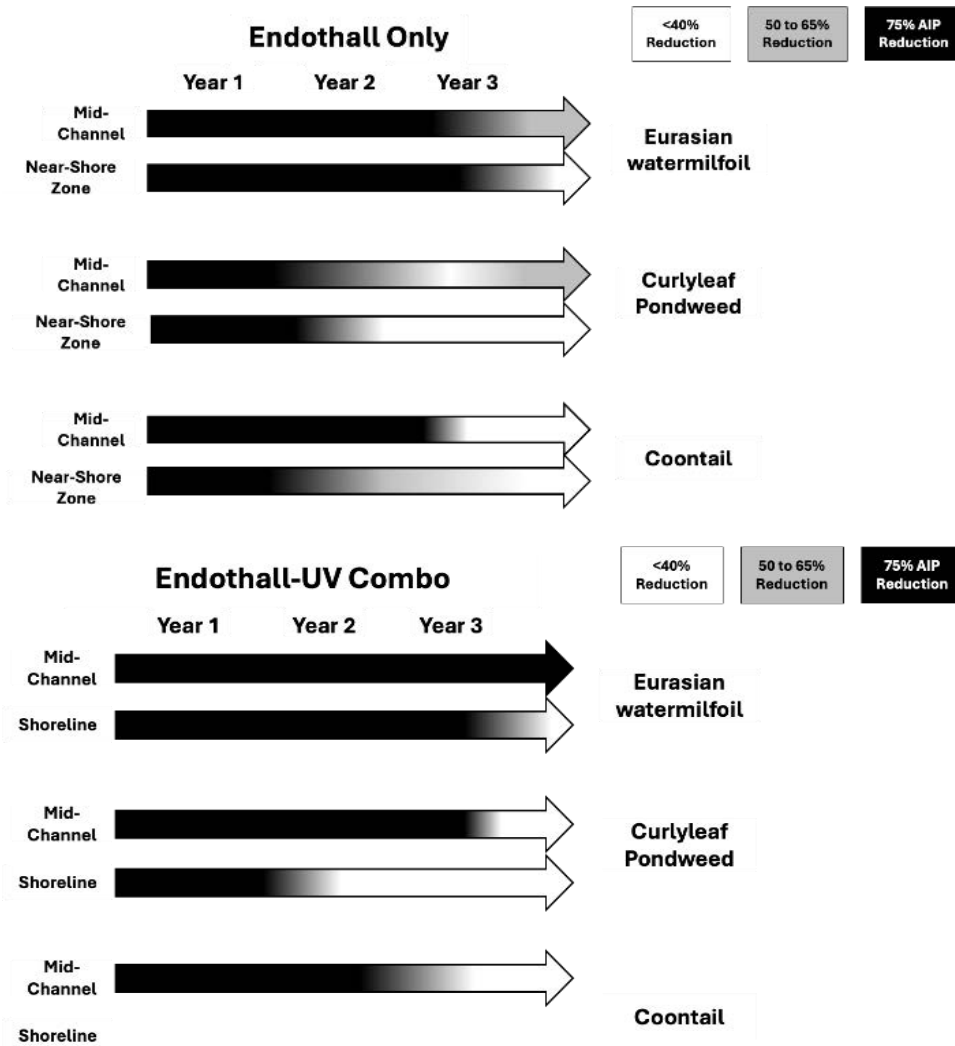 Endothall Only
<40%
Reduction
50 to 65%
Reduction
75% AIP
Reduction
Year 1
Year 2
Year 3
Mid-
Channel
Near-Shore
Zone
Eurasian
watermilfoil
Mid-
Channel
Near-Shore
Zone
Curlyleaf
Pondweed
Mid-
Channel
Near-Shore
Zone
Coontail
Endothall-UV Combo
<40%
Reduction
50 to 65%
Reduction
75% AIP
Reduction
Year 1
Year 2
Year 3
Mid-
Channel
Shoreline
Eurasian
watermilfoil
Mid-
Channel
Shoreline
Curlyleaf
Pondweed
Mid-
Channel
Shoreline
Coontail